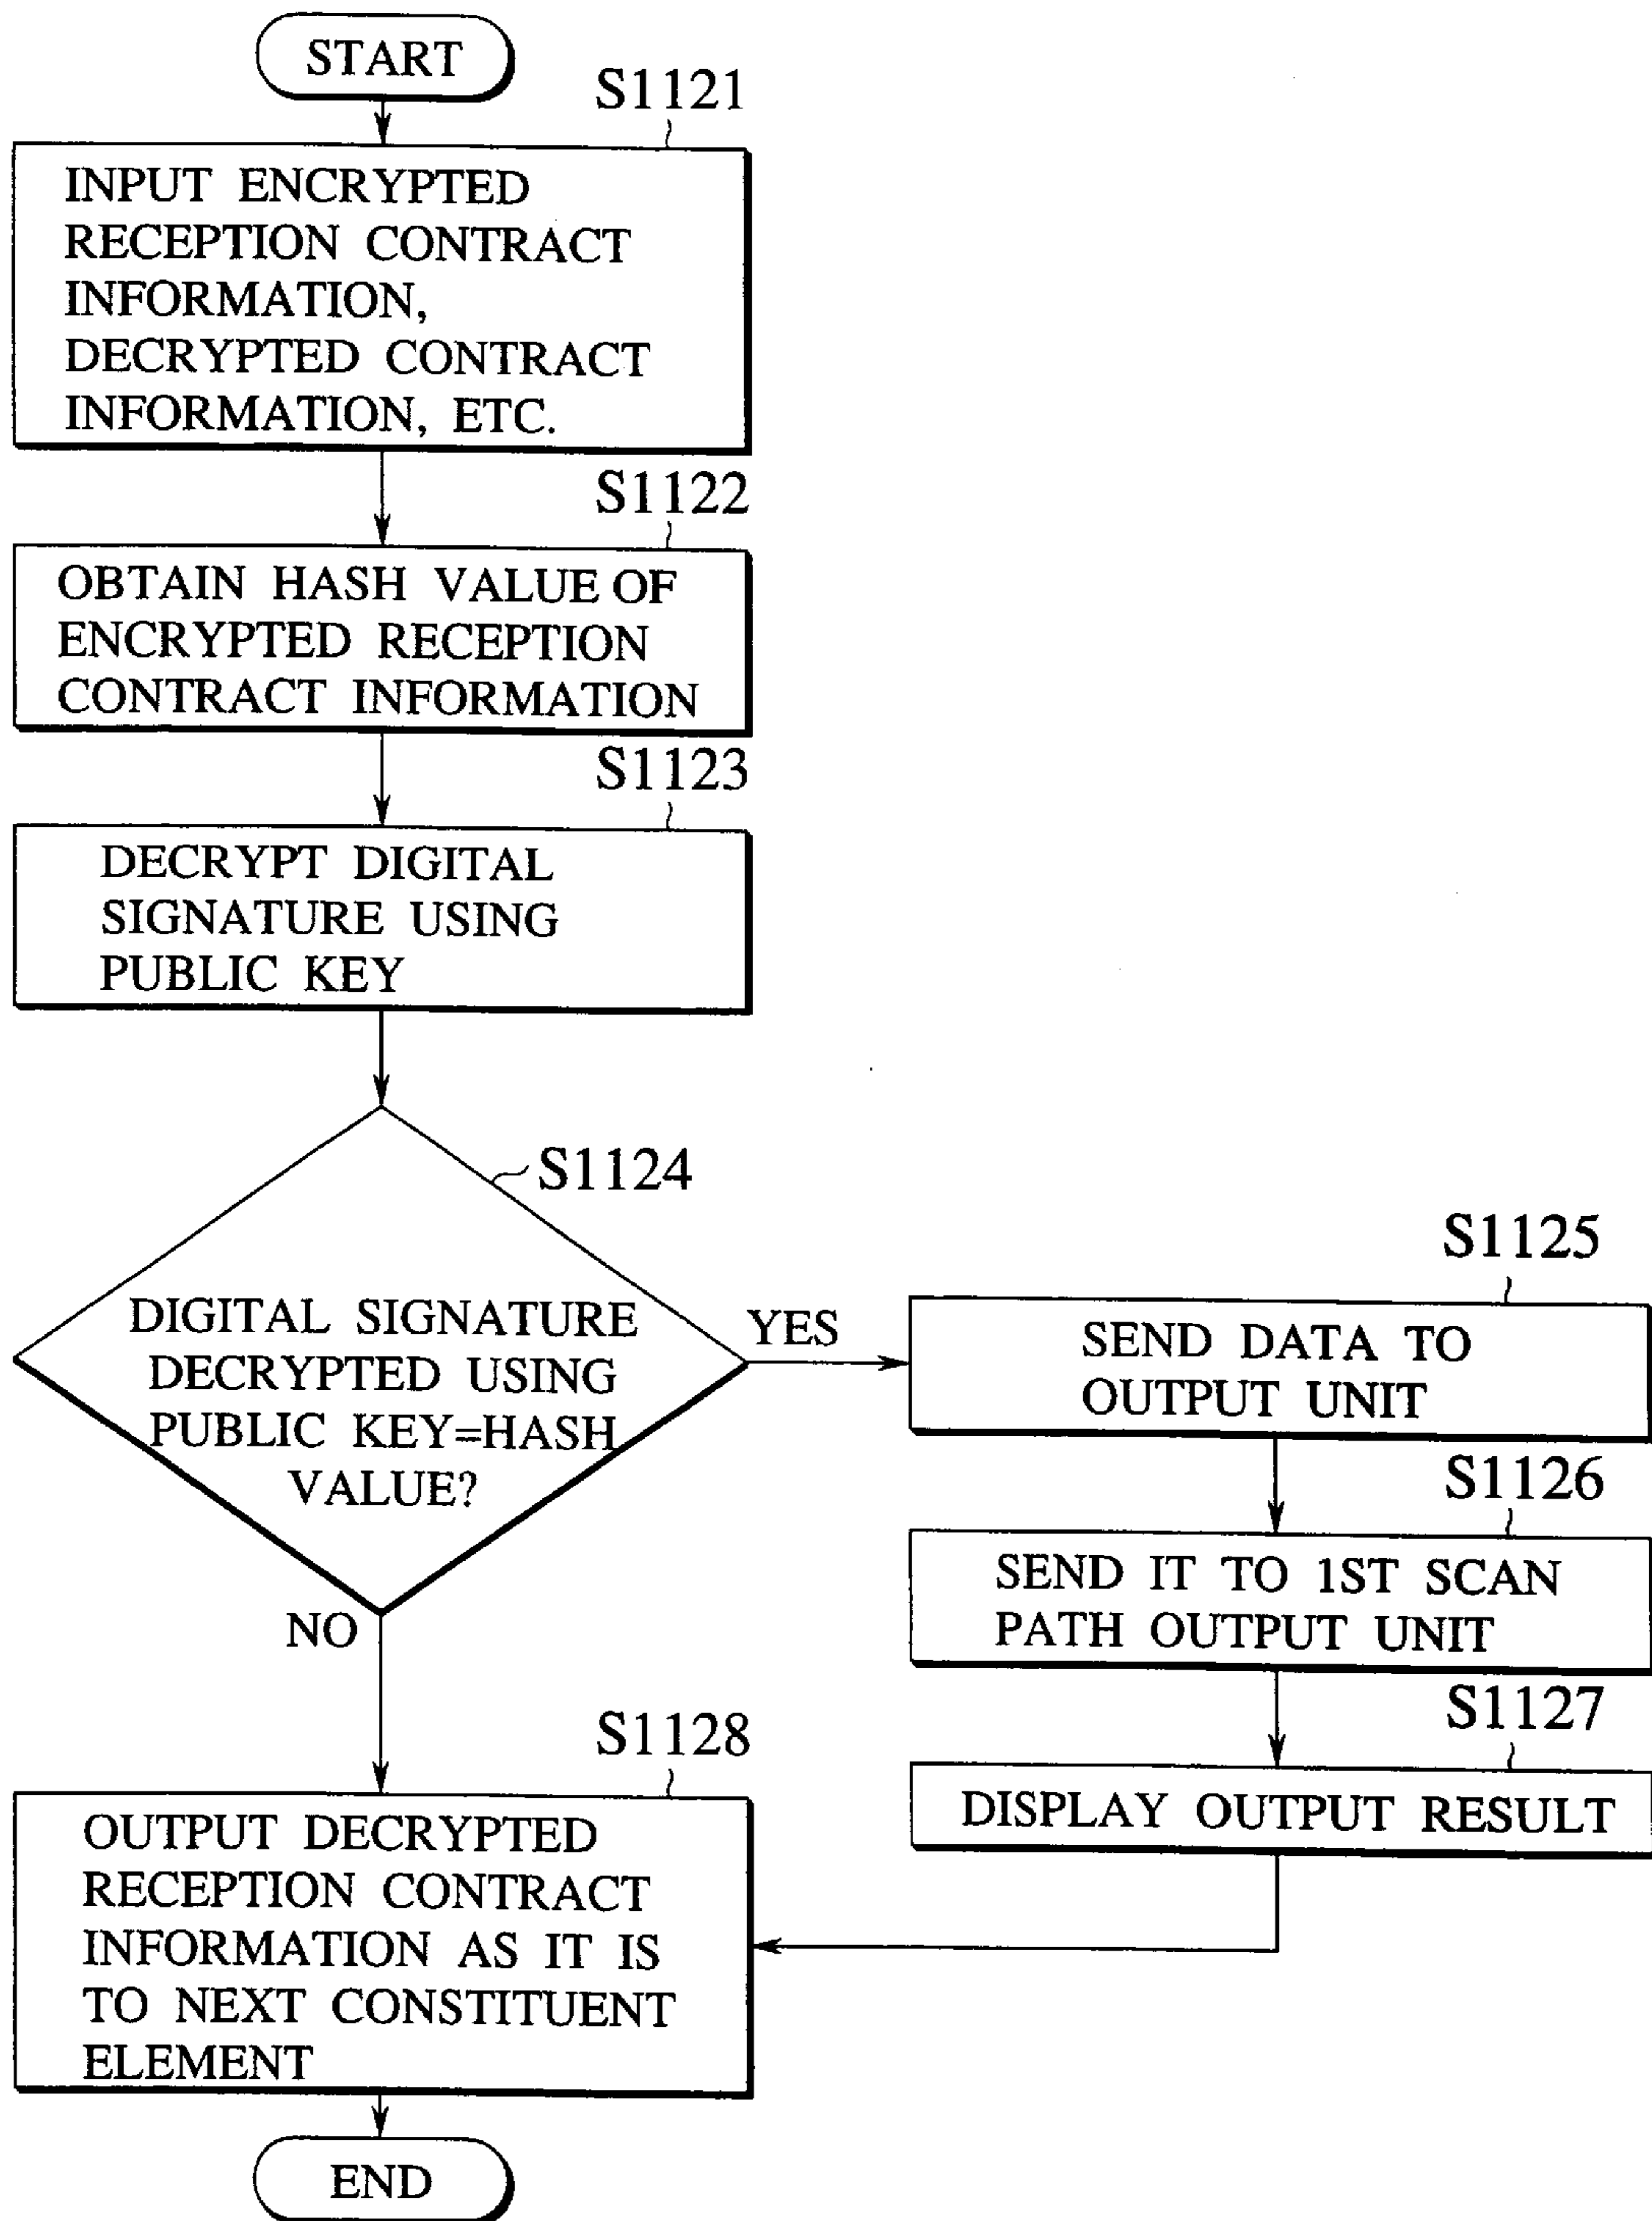 START
S1121
INPUT ENCRYPTED
RECEPTION CONTRACT
INFORMATION,
DECRYPTED CONTRACT
INFORMATION, ETC.
S1122
OBTAIN HASH VALUE OF
ENCRYPTED RECEPTION
CONTRACT INFORMATION
S1123
DECRYPT DIGITAL
SIGNATURE USING
PUBLIC KEY
S1124
DIGITAL SIGNATURE
DECRYPTED USING
PUBLIC KEY=HASH
VALUE?
YES
S1125
SEND DATA TO
OUTPUT UNIT
S1126
SEND IT TO 1ST SCAN
PATH OUTPUT UNIT
S1127
DISPLAY OUTPUT RESULT
NO
S1128
OUTPUT DECRYPTED
RECEPTION CONTRACT
INFORMATION AS IT IS
TO NEXT CONSTITUENT
ELEMENT
END